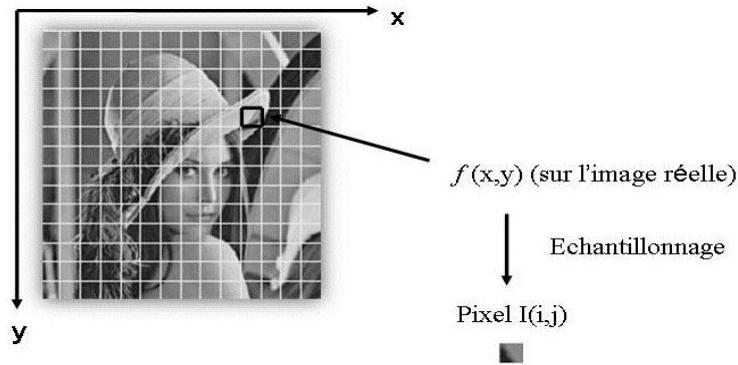 x
f (x,y) (sur l'image réelle)
Echantillonnage
Pixel I(i,j)
y